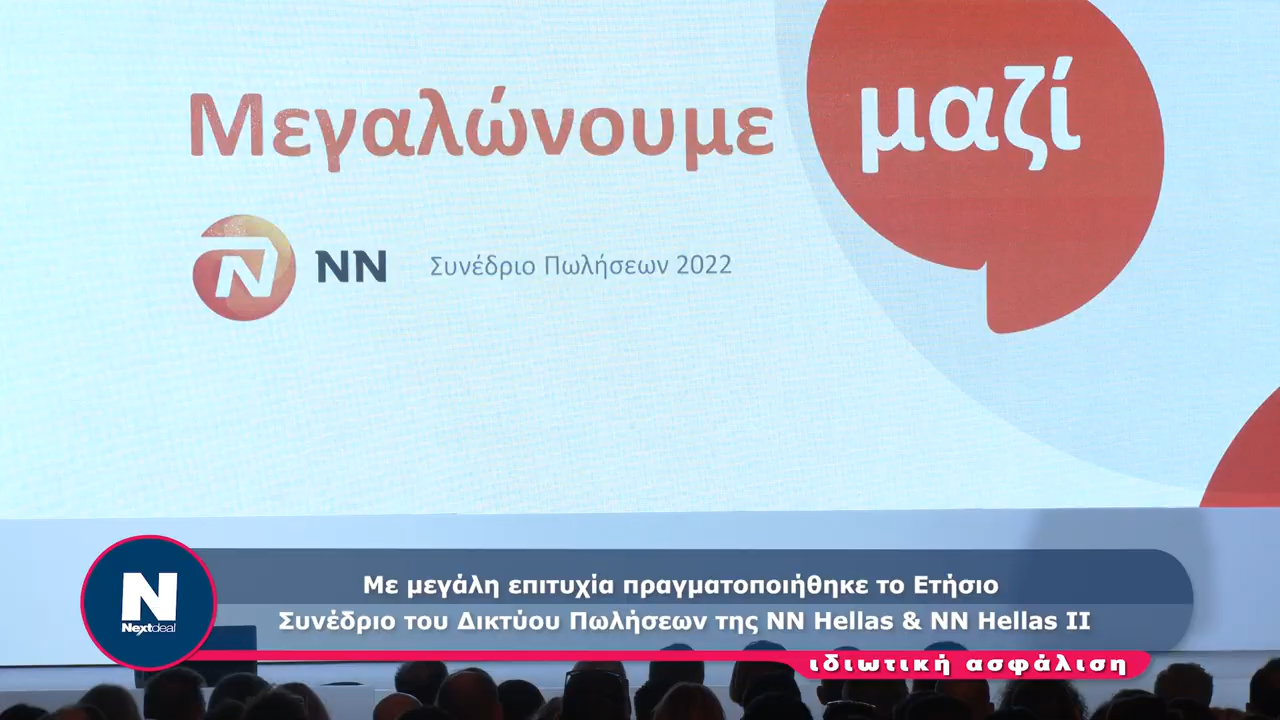 Μεγαλώνουμε μαζί
NN Συνέδριο Πωλήσεων 2022
Με μεγάλη επιτυχία πραγματοποιήθηκε το Ετήσιο
Συνέδριο του Δικτύου Πωλήσεων της NN Hellas & NN Hellas II
N
Nextdeal
ιδιωτική ασφάλιση